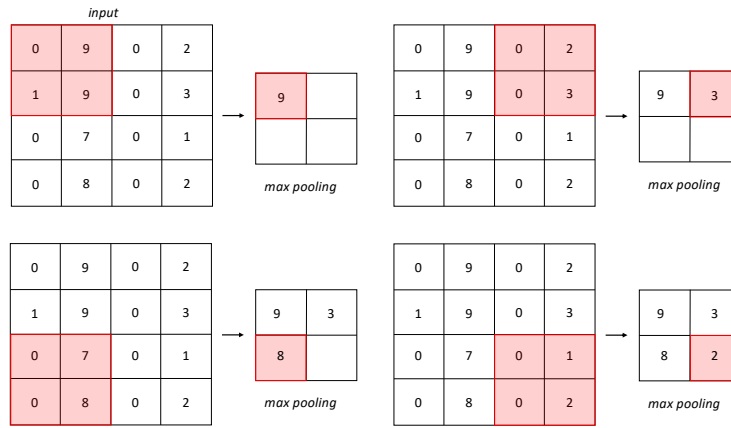 input
0 9 0 2
1 9 0 3
0 7 0 1
0 8 0 2
9
max pooling
0 9 0 2
1 9 0 3
0 7 0 1
0 8 0 2
9 3
max pooling
0 9 0 2
1 9 0 3
0 7 0 1
0 8 0 2
9 3
8
max pooling
0 9 0 2
1 9 0 3
0 7 0 1
0 8 0 2
9 3
8 2
max pooling